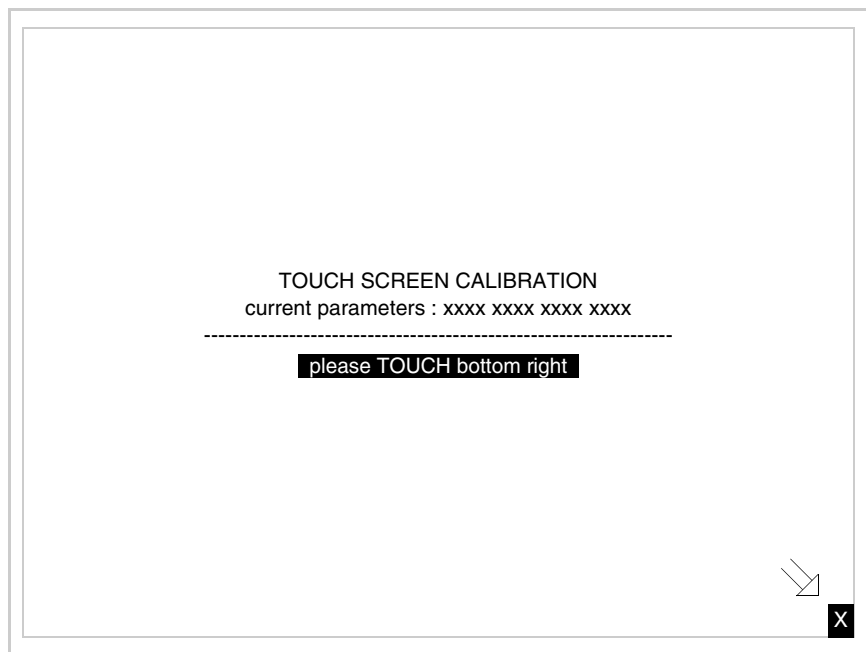 TOUCH SCREEN CALIBRATION
current parameters : xxxx xxxx xxxx xxxx
------------------------------------------------------------------
please TOUCH bottom right
X